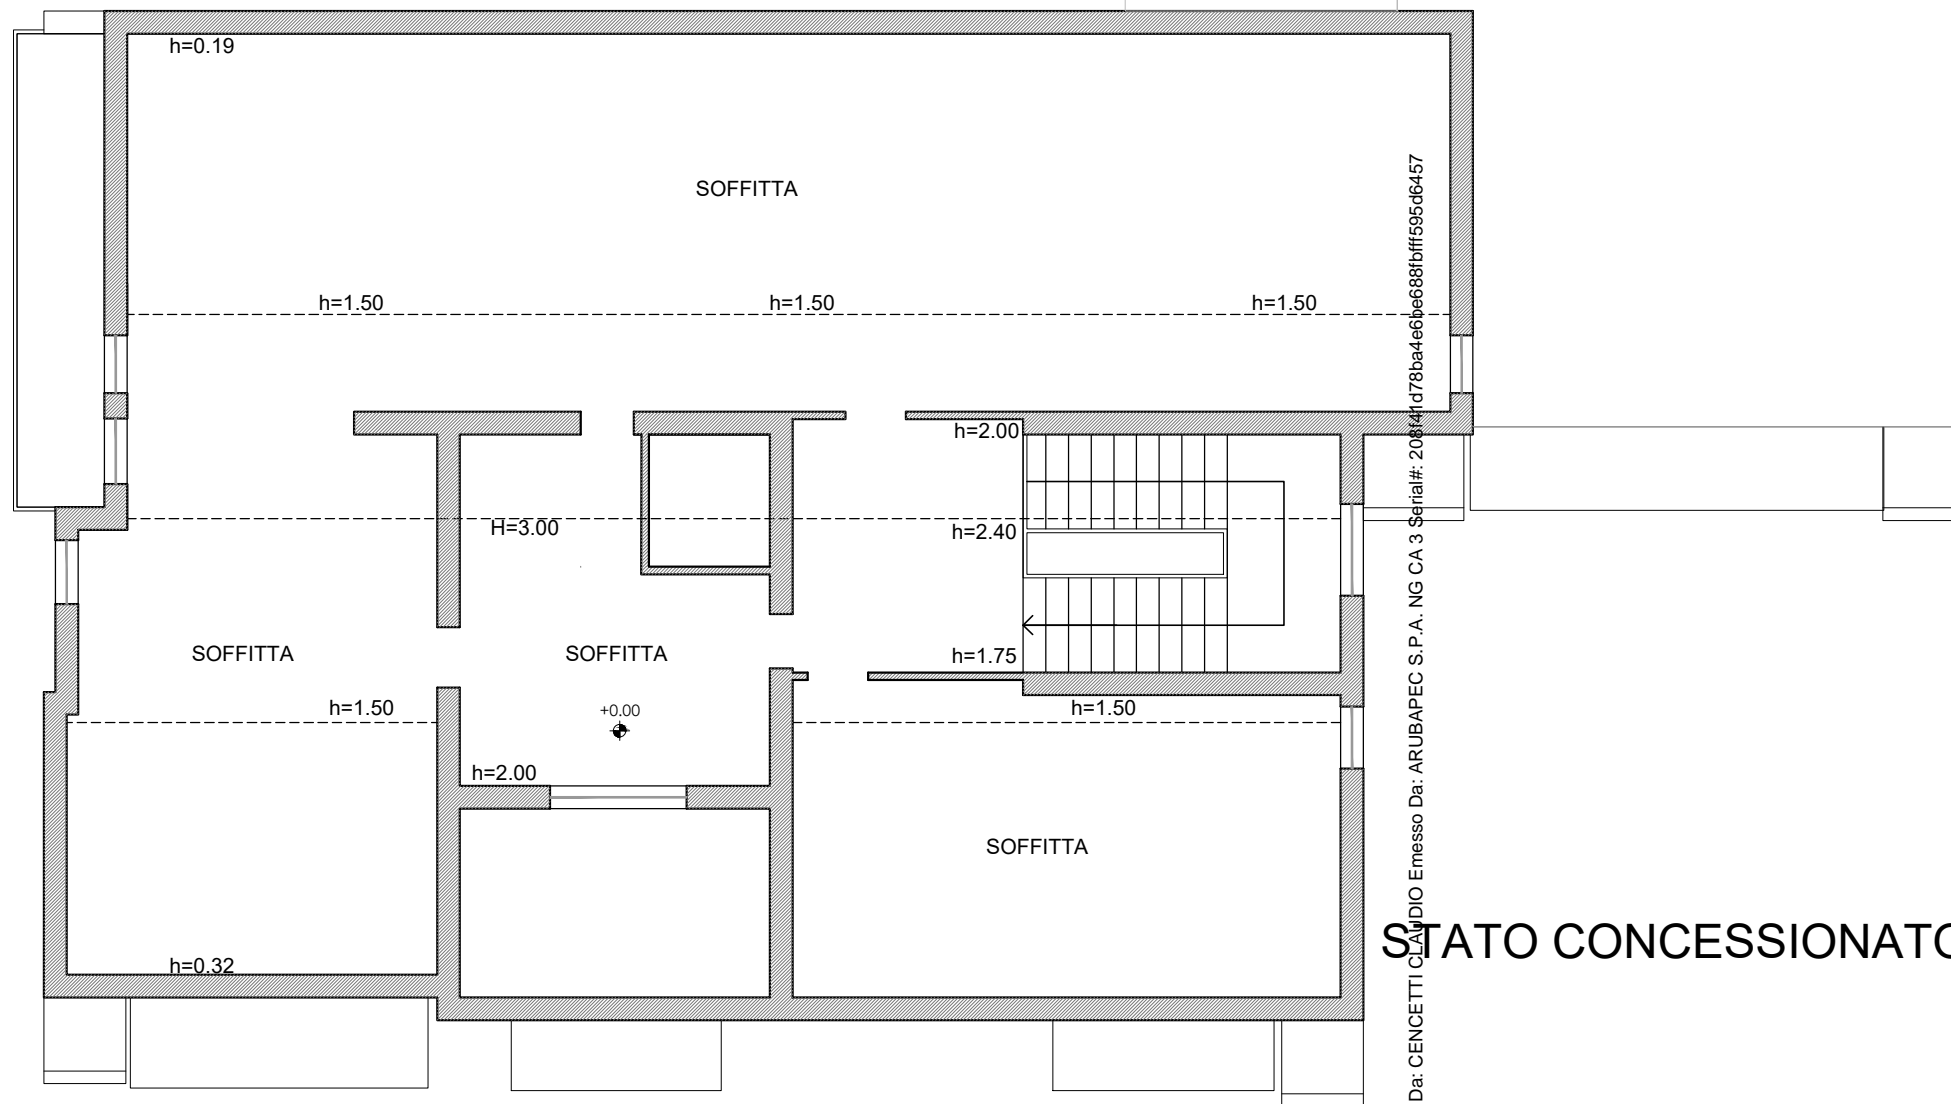 h=0.19
SOFFITTA
h=1.50
h=1.50
h=1.50
h=2.00
H=3.00
h=2.40
SOFFITTA
SOFFITTA
h=1.75
h=1.50
+0.00
h=1.50
h=2.00
SOFFITTA
h=0.32
STATO CONCESSIONATO
Da: CENCETTI CLAUDIO Emesso Da: ARUBAPEC S.P.A. NG CA 3 Serial#: 208f41d78ba4e6be688fbfff595d6457